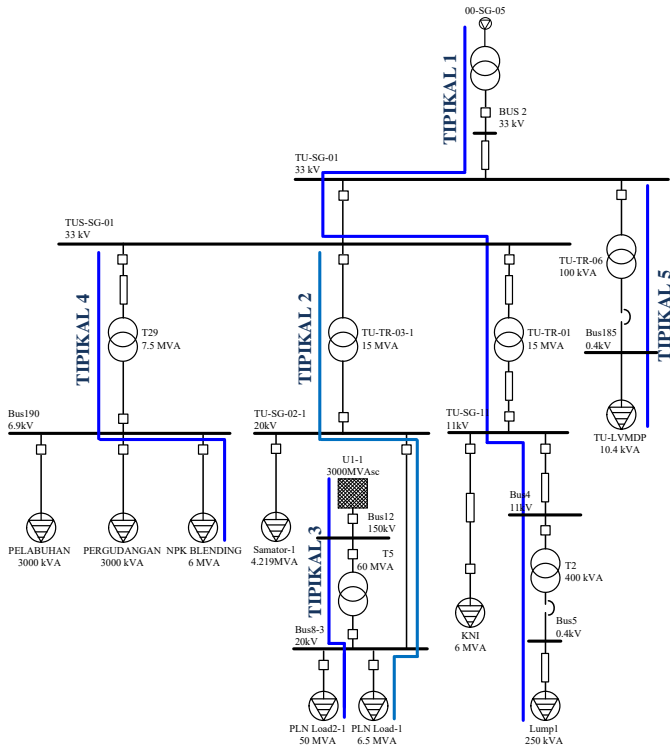 00-SG-05
TIPIKAL 1
BUS 2
33 kV
TU-SG-01
33 kV
TUS-SG-01
33 kV
TU-TR-06
100 kVA
TIPIKAL 5
TIPIKAL 4
T29
7.5 MVA
TIPIKAL 2
TU-TR-03-1
15 MVA
TU-TR-01
15 MVA
Bus185
0.4kV
TU-LVMDP
10.4 kVA
Bus190
6.9kV
TU-SG-02-1
20kV
TU-SG-1
11kV
U1-1
3000MVAsc
Bus12
150kV
TIPIKAL 3
T5
60 MVA
Bus4
11kV
T2
400 kVA
PELABUHAN
3000 kVA
PERGUDANGAN
3000 kVA
NPK BLENDING
6 MVA
Samator-1
4.219MVA
Bus8-3
20kV
KNI
6 MVA
Bus5
0.4kV
PLN Load2-1
50 MVA
PLN Load-1
6.5 MVA
Lump1
250 kVA